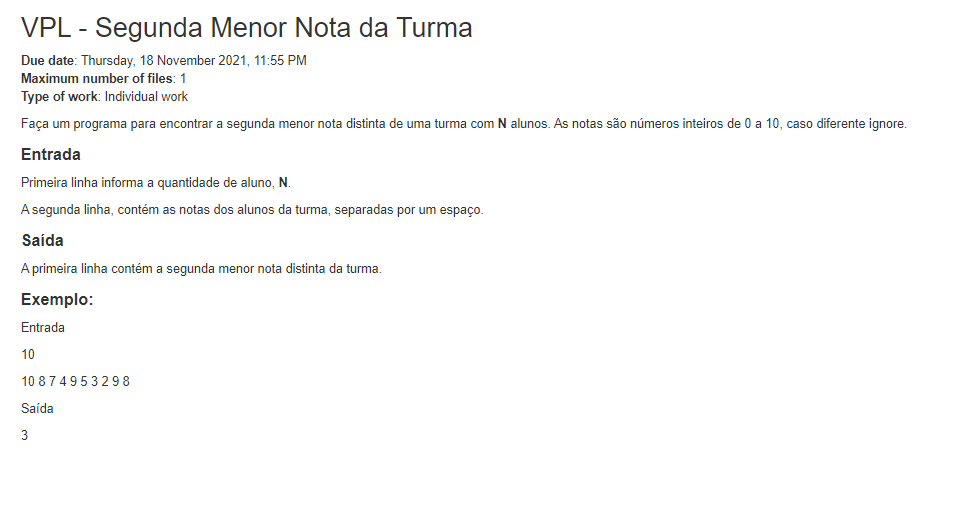 VPL - Segunda Menor Nota da Turma
Due date: Thursday, 18 November 2021, 11:55 PM
Maximum number of files: 1
Type of work: Individual work
Faça um programa para encontrar a segunda menor nota distinta de uma turma com N alunos. As notas são números inteiros de 0 a 10, caso diferente ignore.
Entrada
Primeira linha informa a quantidade de aluno, N.
A segunda linha, contém as notas dos alunos da turma, separadas por um espaço.
Saída
A primeira linha contém a segunda menor nota distinta da turma.
Exemplo:
Entrada
10
10 8 7 4 9 5 3 2 9 8
Saída
3